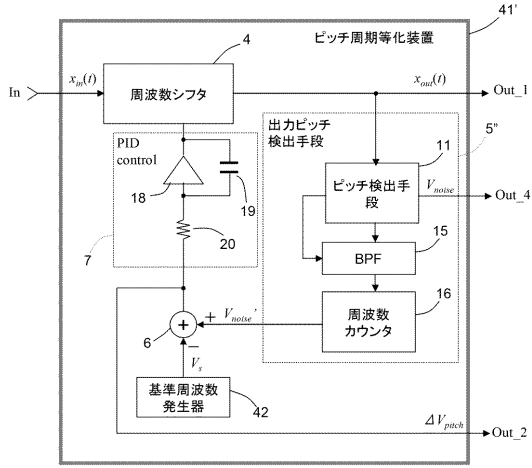 41'
ピッチ周期等化装置
4
In
x_in(t)
周波数シフタ
x_out(t)
Out_1
PID
control
18
19
20
7
出力ピッチ
検出手段
5"
11
ピッチ検出手
段
V_noise
Out_4
15
BPF
16
周波数
カウンタ
+
V_noise'
6
+
−
V_s
基準周波数
発生器
42
ΔV_pitch
Out_2